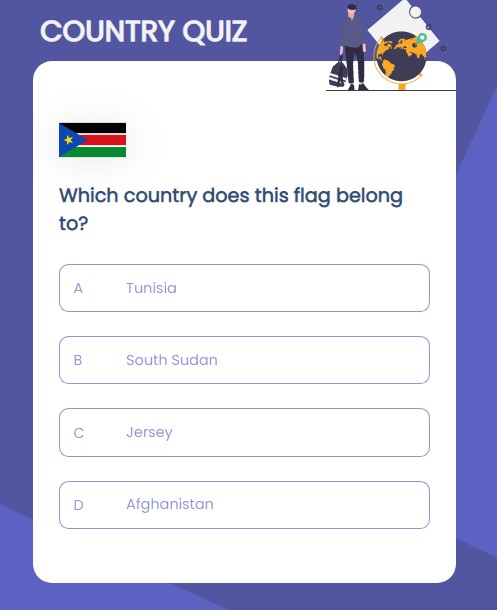 COUNTRY QUIZ
Which country does this flag belong
to?
A Tunisia
B South Sudan
C Jersey
D Afghanistan